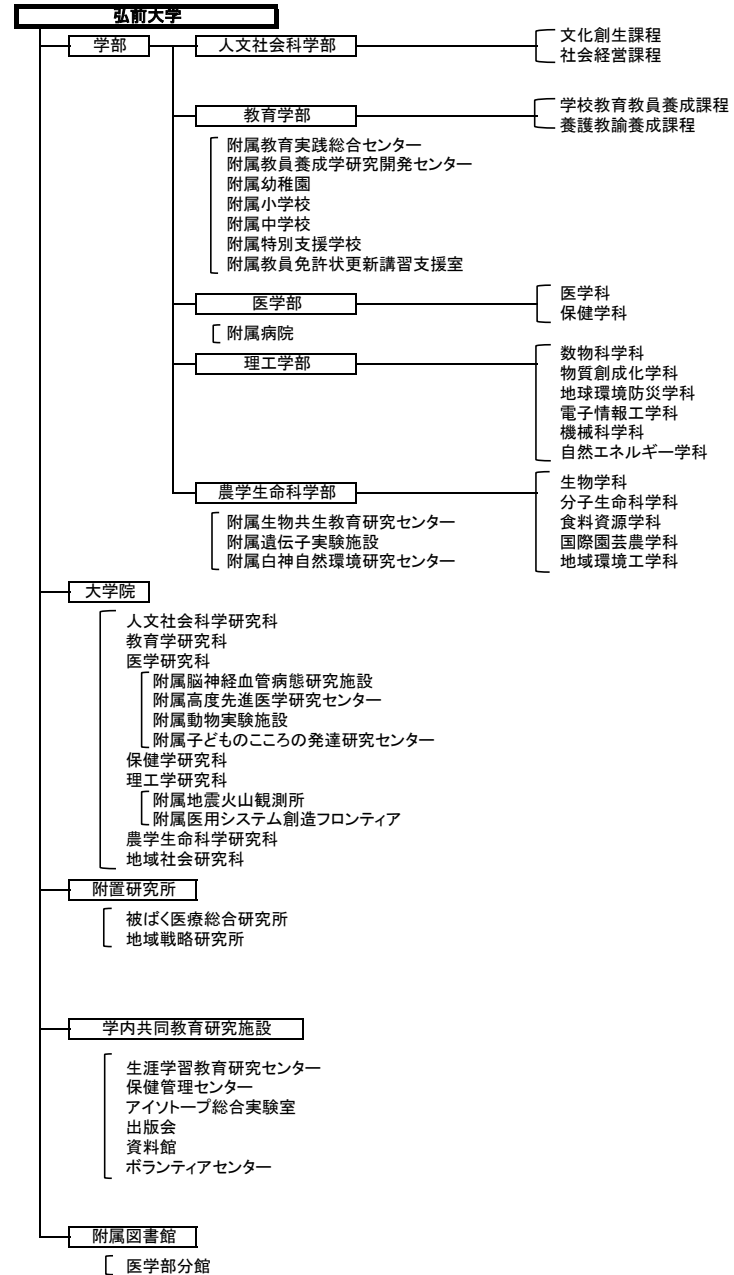 弘前大学
学部
人文社会科学部
文化創生課程
社会経営課程
教育学部
学校教育教員養成課程
養護教諭養成課程
附属教育実践総合センター
附属教員養成学研究開発センター
附属幼稚園
附属小学校
附属中学校
附属特別支援学校
附属教員免許状更新講習支援室
医学部
医学科
保健学科
附属病院
理工学部
数物科学科
物質創成化学科
地球環境防災学科
電子情報工学科
機械科学科
自然エネルギー学科
農学生命科学部
生物学科
分子生命科学科
食料資源学科
国際園芸農学科
地域環境工学科
附属生物共生教育研究センター
附属遺伝子実験施設
附属白神自然環境研究センター
大学院
人文社会科学研究科
教育学研究科
医学研究科
附属脳神経血管病態研究施設
附属高度先進医学研究センター
附属動物実験施設
附属子どものこころの発達研究センター
保健学研究科
理工学研究科
附属地震火山観測所
附属医用システム創造フロンティア
農学生命科学研究科
地域社会研究科
附置研究所
被ばく医療総合研究所
地域戦略研究所
学内共同教育研究施設
生涯学習教育研究センター
保健管理センター
アイソトープ総合実験室
出版会
資料館
ボランティアセンター
附属図書館
医学部分館